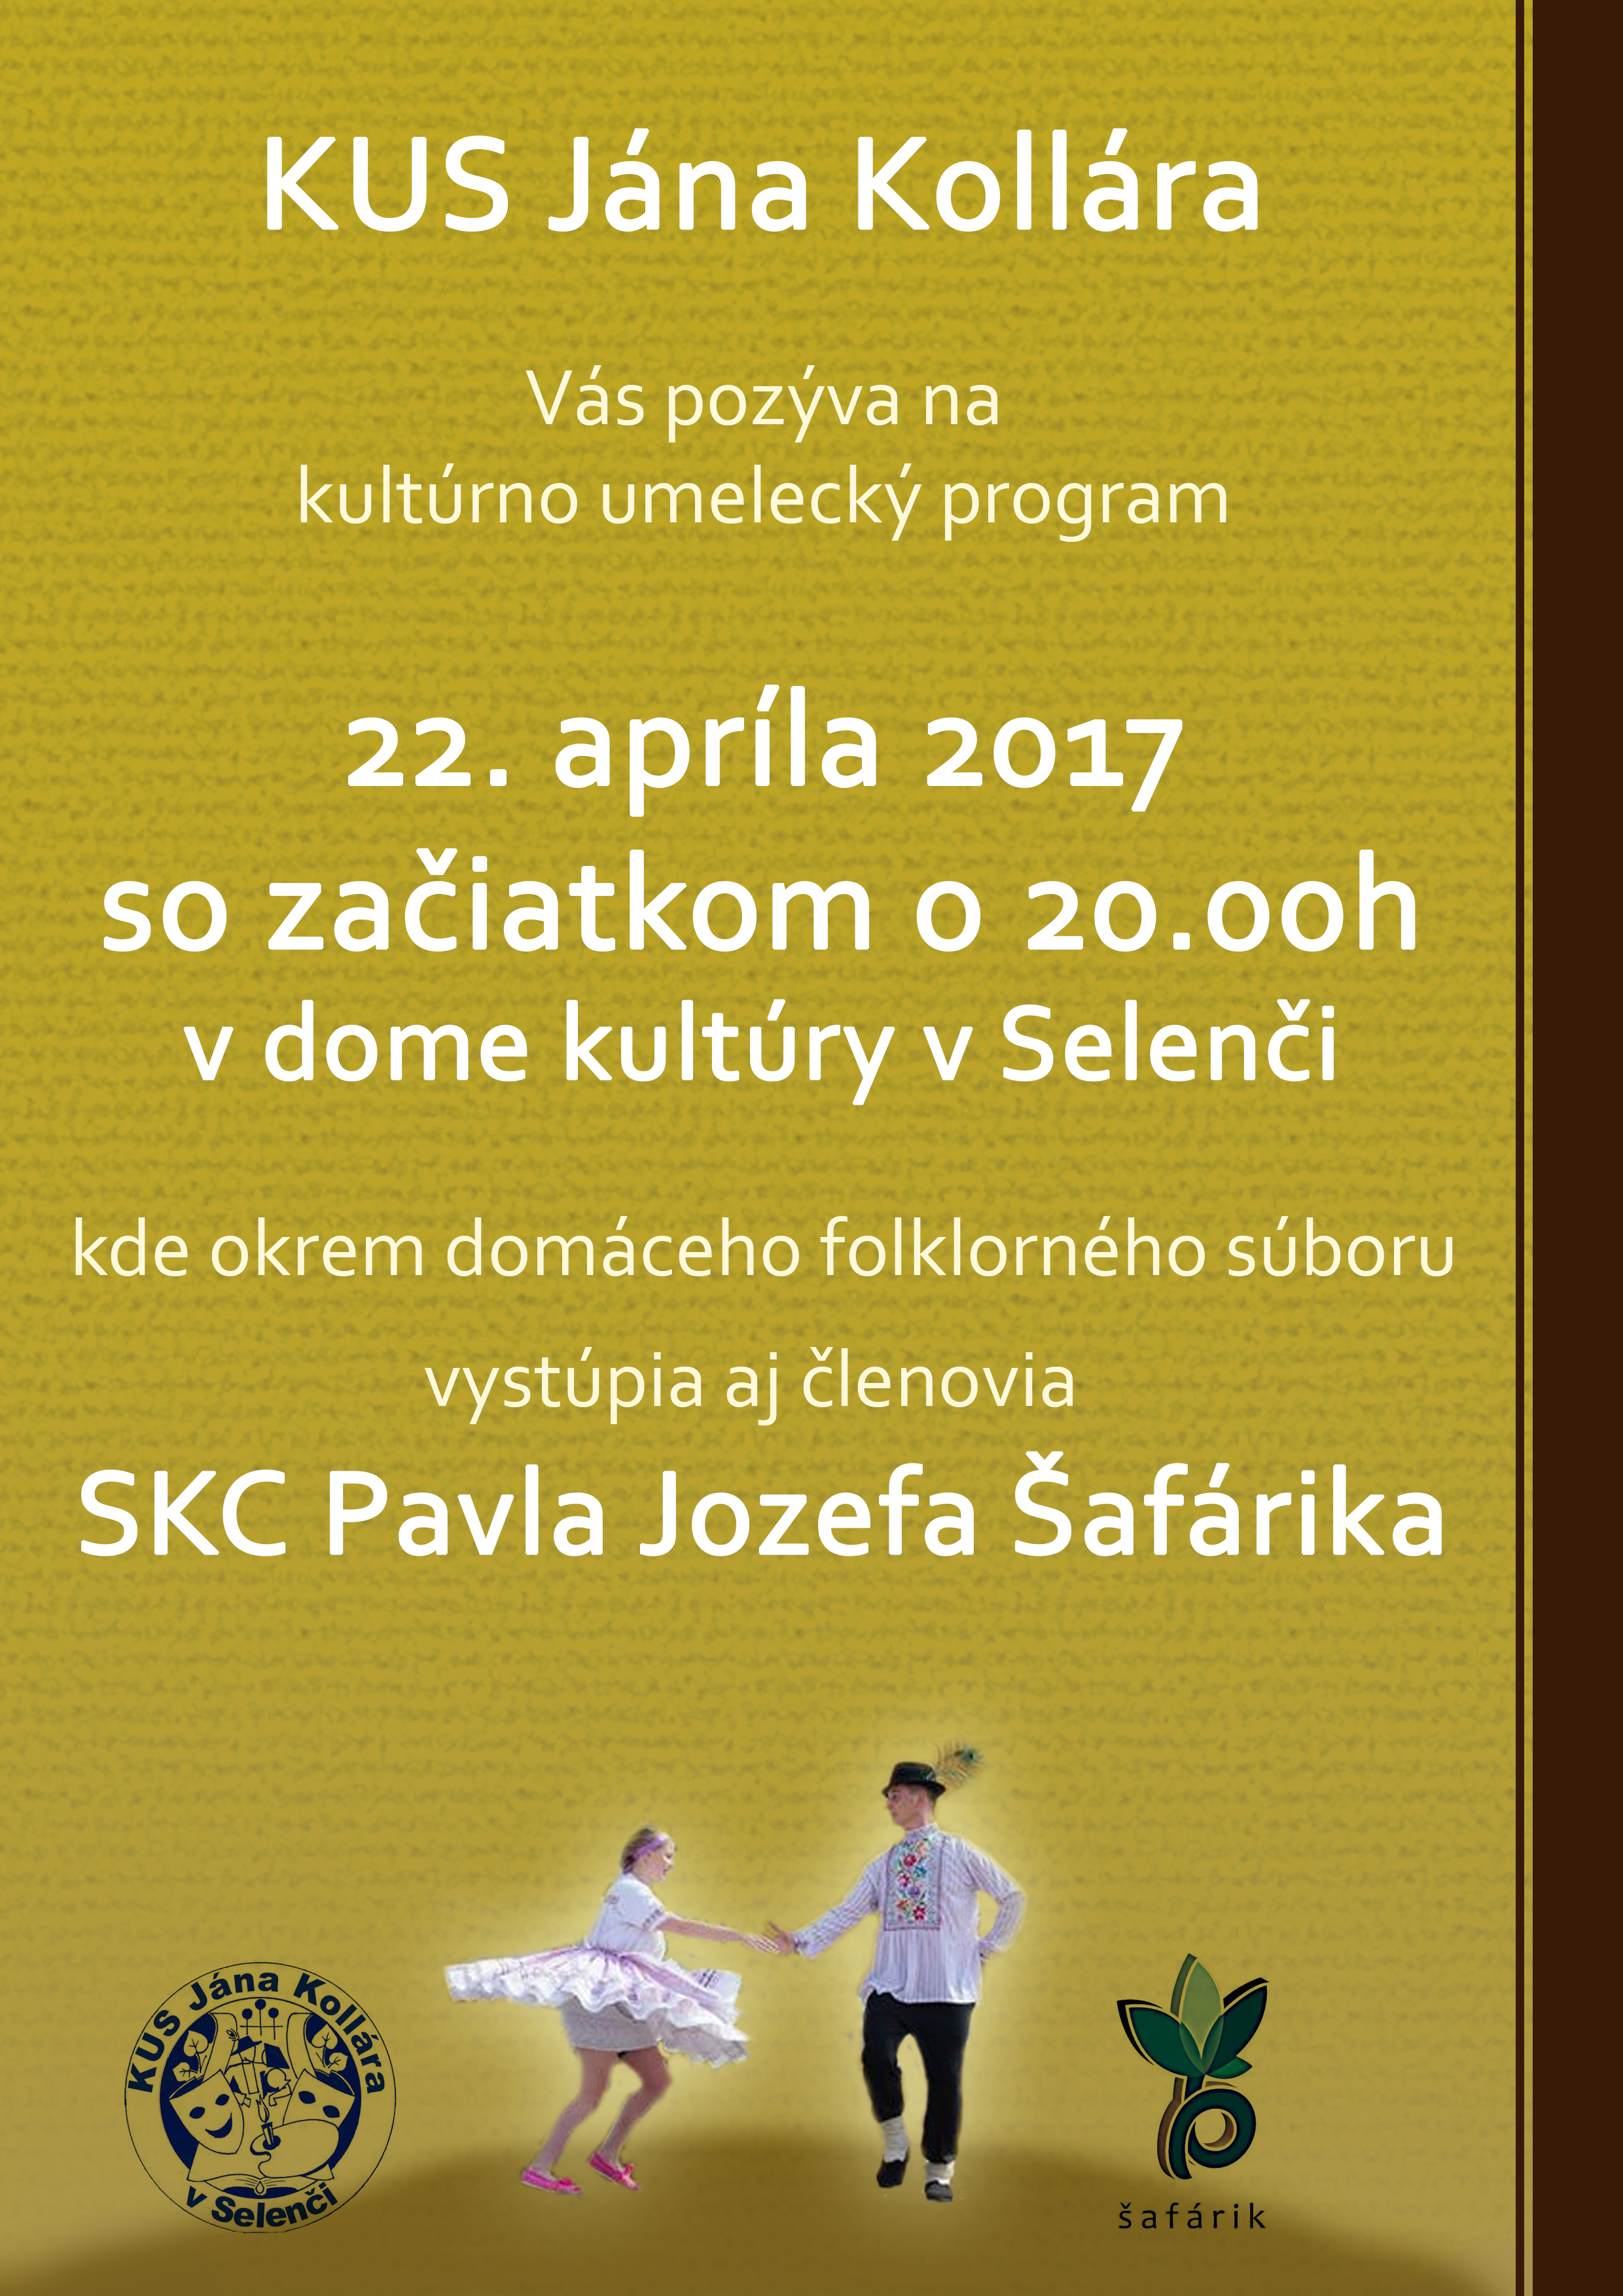 KUS Jána Kollára
Vás pozýva na
kultúrno umelecký program
22. apríla 2017
so začiatkom o 20.00h
v dome kultúry v Selenči
kde okrem domáceho folklorného súboru
vystúpia aj členovia
SKC Pavla Jozefa Šafárika
KUS Jána Kollára
v Selenči
šafárik